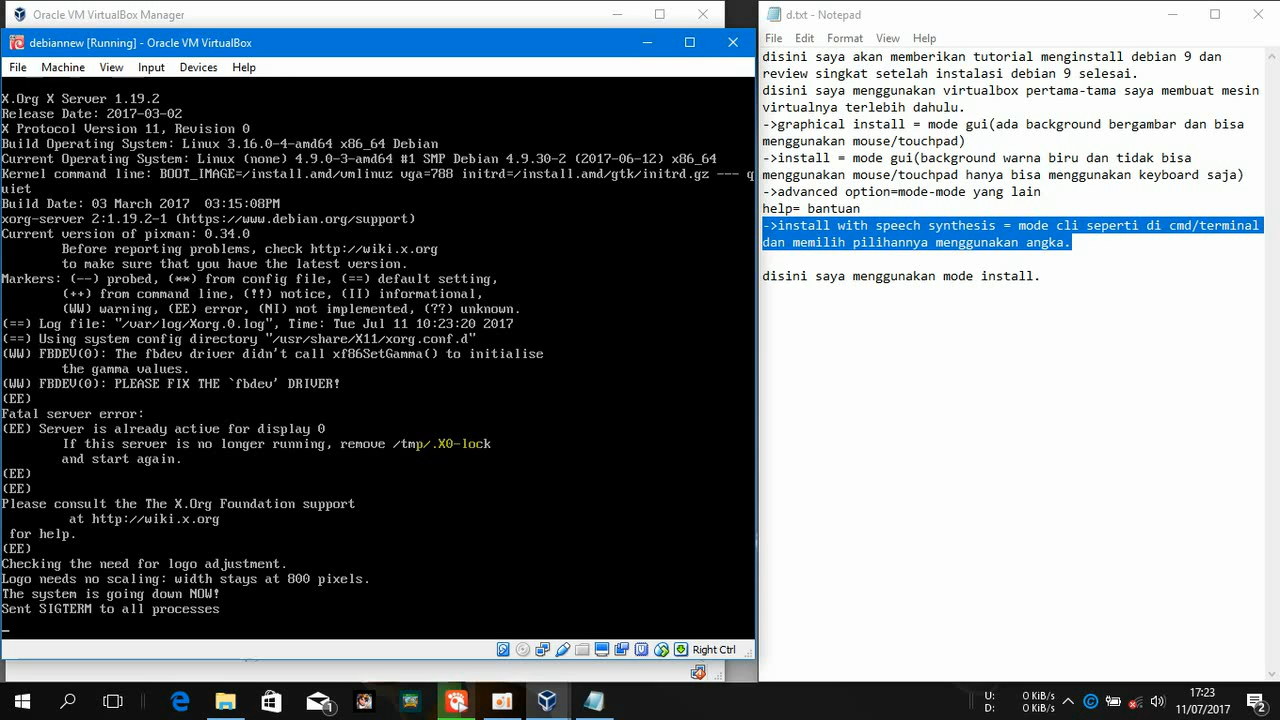 Oracle VM VirtualBox Manager
debiannew [Running] - Oracle VM VirtualBox
File Machine View Input Devices Help
X.Org X Server 1.19.2
Release Date: 2017-03-02
X Protocol Version 11, Revision 0
Build Operating System: Linux 3.16.0-4-amd64 x86_64 Debian
Current Operating System: Linux (none) 4.9.0-3-amd64 #1 SMP Debian 4.9.30-2 (2017-06-12) x86_64
Kernel command line: BOOT_IMAGE=/install.amd/vmlinuz vga=788 initrd=/install.amd/gtk/initrd.gz --- q
uiet
Build Date: 03 March 2017  03:15:08PM
xorg-server 2:1.19.2-1 (https://www.debian.org/support)
Current version of pixman: 0.34.0
Before reporting problems, check http://wiki.x.org
to make sure that you have the latest version.
Markers: (--) probed, (**) from config file, (==) default setting,
(++) from command line, (!!) notice, (II) informational,
(WW) warning, (EE) error, (NI) not implemented, (??) unknown.
(==) Log file: "/var/log/Xorg.0.log", Time: Tue Jul 11 10:23:20 2017
(==) Using system config directory "/usr/share/X11/xorg.conf.d"
(WW) FBDEV(0): The fbdev driver didn't call xf86SetGamma() to initialise
the gamma values.
(WW) FBDEV(0): PLEASE FIX THE `fbdev' DRIVER!
(EE)
Fatal server error:
(EE) Server is already active for display 0
If this server is no longer running, remove /tmp/.X0-lock
and start again.
(EE)
(EE)
Please consult the The X.Org Foundation support
at http://wiki.x.org
for help.
(EE)
Checking the need for logo adjustment.
Logo needs no scaling: width stays at 800 pixels.
The system is going down NOW!
Sent SIGTERM to all processes
Right Ctrl
d.txt - Notepad
File Edit Format View Help
disini saya akan memberikan tutorial menginstall debian 9 dan
review singkat setelah instalasi debian 9 selesai.
disini saya menggunakan virtualbox pertama-tama saya membuat mesin
virtualnya terlebih dahulu.
->graphical install = mode gui(ada background bergambar dan bisa
menggunakan mouse/touchpad)
->install = mode gui(background warna biru dan tidak bisa
menggunakan mouse/touchpad hanya bisa menggunakan keyboard saja)
->advanced option=mode-mode yang lain
help= bantuan
->install with speech synthesis = mode cli seperti di cmd/terminal
dan memilih pilihannya menggunakan angka.
disini saya menggunakan mode install.
1
U: 0 KiB/s
D: 0 KiB/s
17:23
11/07/2017
2